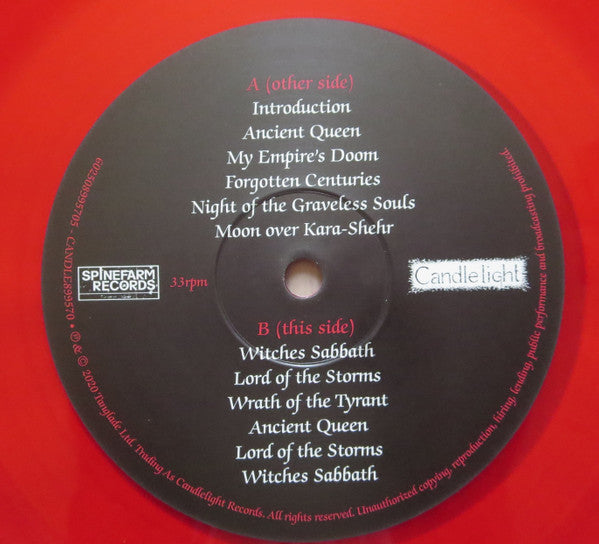 A (other side)
Introduction
Ancient Queen
My Empire's Doom
Forgotten Centuries
Night of the Graveless Souls
Moon over Kara-Shehr
SPINEFARM
RECORDS
33rpm
Candlelight
B (this side)
Witches Sabbath
Lord of the Storms
Wrath of the Tyrant
Ancient Queen
Lord of the Storms
Witches Sabbath
602508995705 - CANDLE899570 • ℗ & © 2020 Tunglade Ltd. Trading As Candlelight Records. All rights reserved. Unauthorized copying, reproduction, hiring, lending, public performance and broadcasting prohibited.